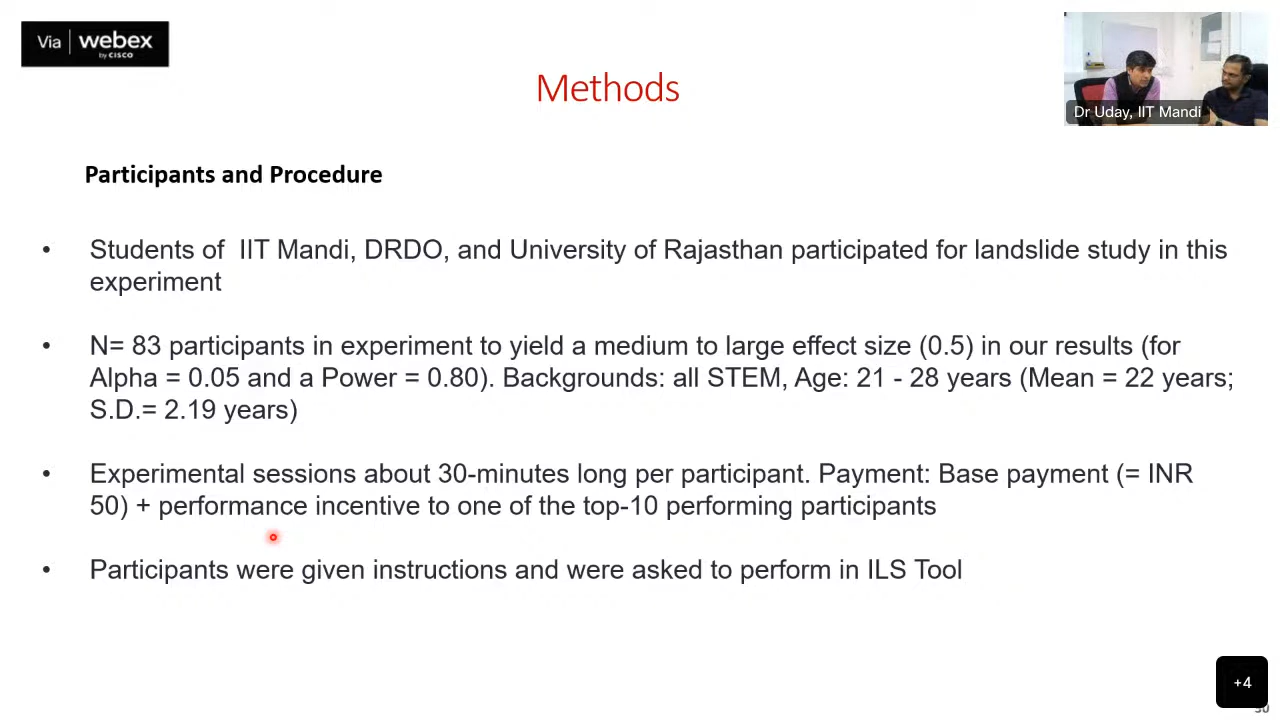 Via | webex
by CISCO
Methods
Dr Uday, IIT Mandi
Participants and Procedure
• Students of IIT Mandi, DRDO, and University of Rajasthan participated for landslide study in this
experiment
• N= 83 participants in experiment to yield a medium to large effect size (0.5) in our results (for
Alpha = 0.05 and a Power = 0.80). Backgrounds: all STEM, Age: 21 - 28 years (Mean = 22 years;
S.D.= 2.19 years)
• Experimental sessions about 30-minutes long per participant. Payment: Base payment (= INR
50) + performance incentive to one of the top-10 performing participants
• Participants were given instructions and were asked to perform in ILS Tool
+4